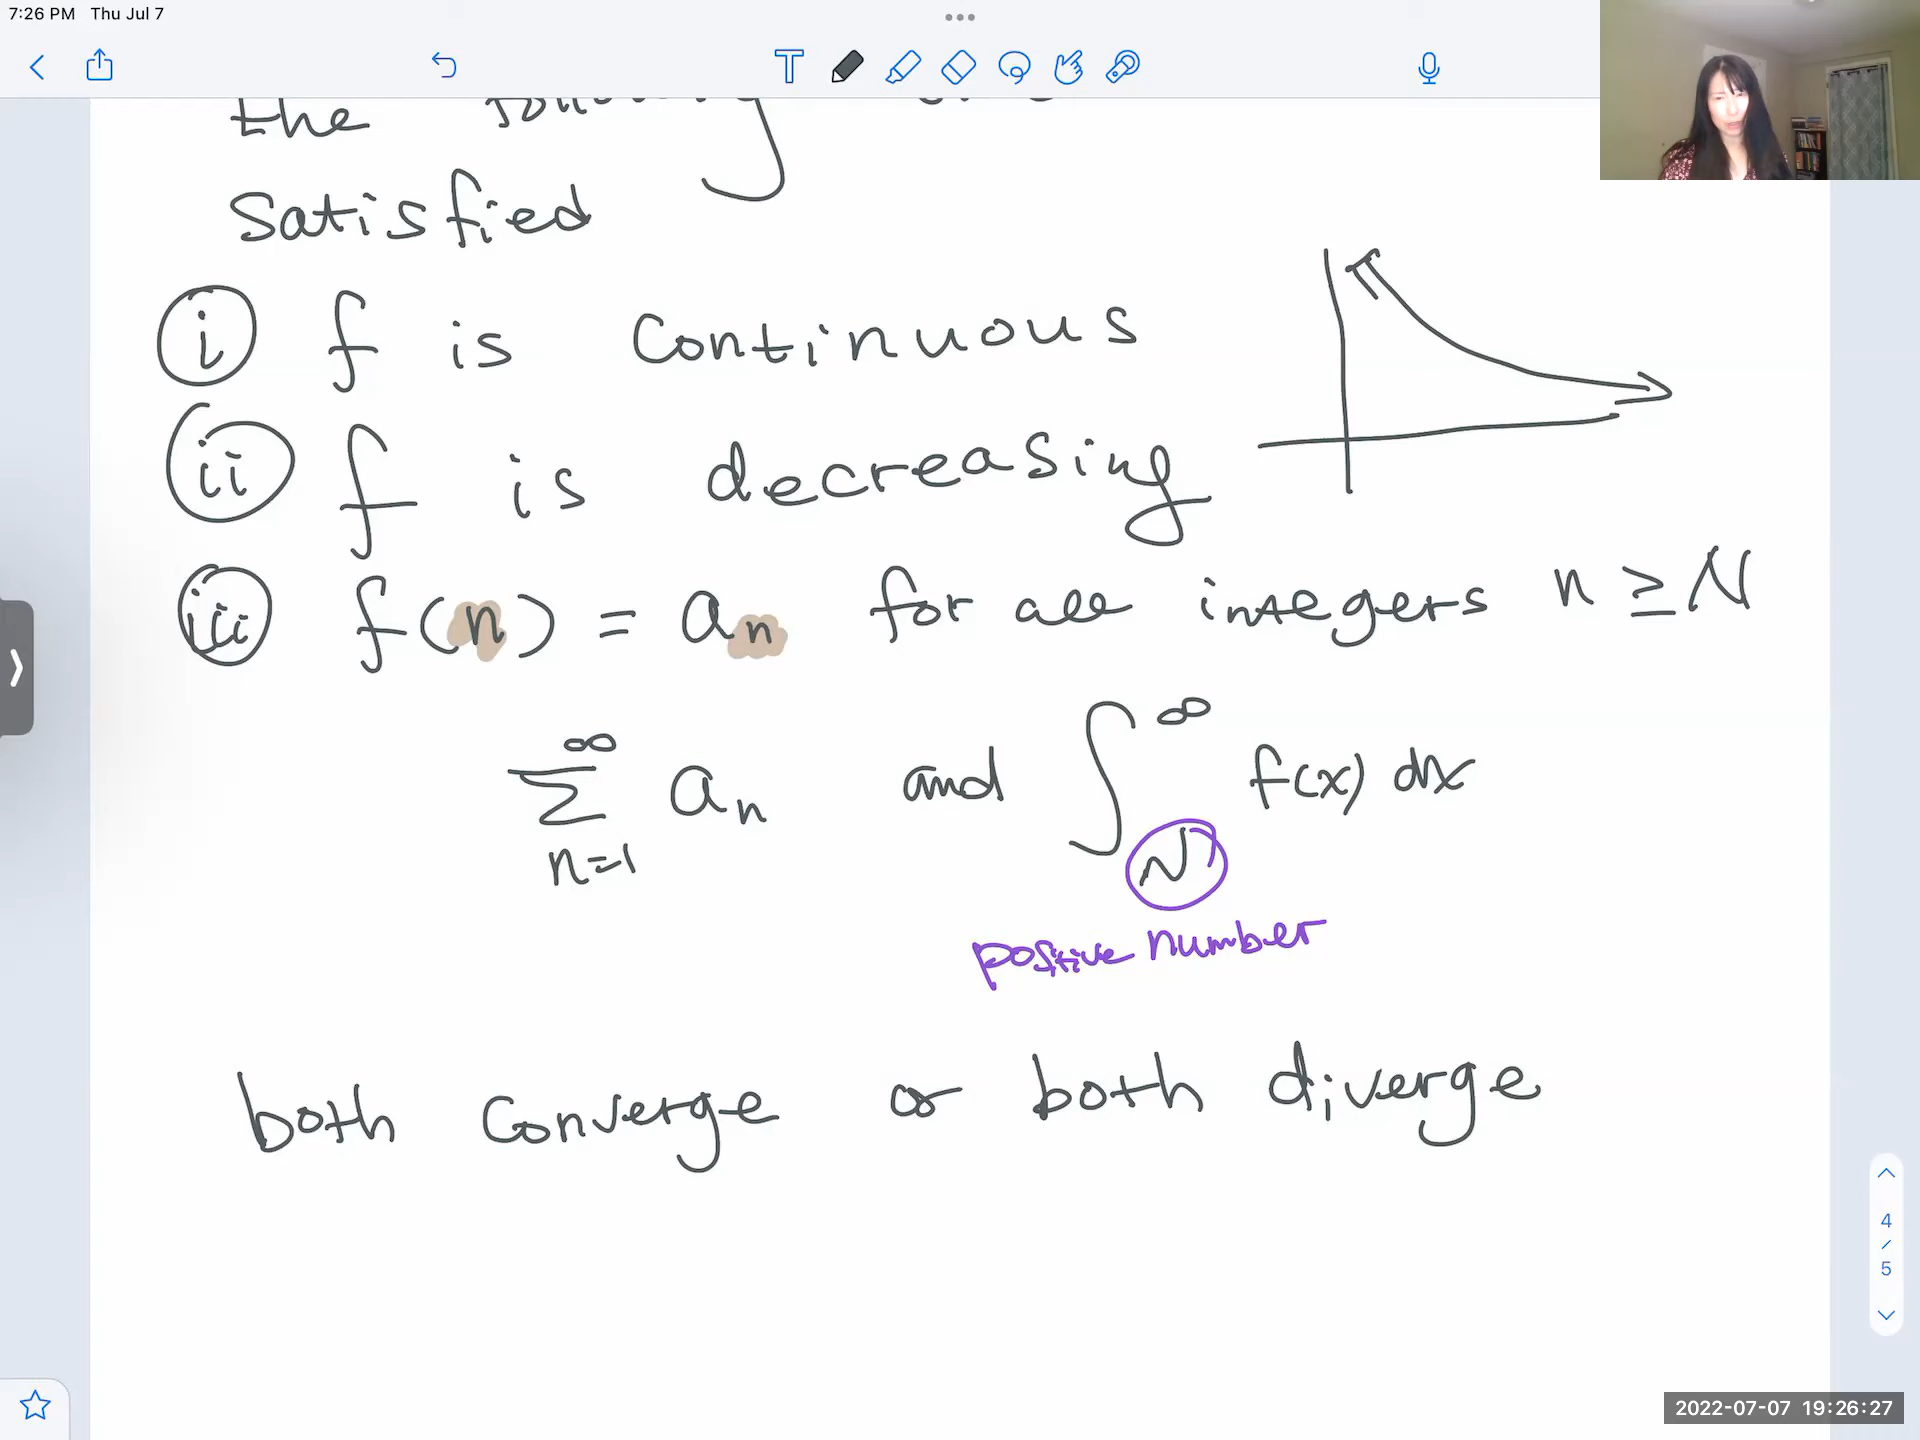 7:26 PM Thu Jul 7
the following
satisfied
i f is continuous
ii f is decreasing
iii f(n) = an for all integers n ≥ N
∞ ∞
Σ an and ∫ f(x) dx
n=1 N
positive number
both converge or both diverge
4
/
5
2022-07-07 19:26:27